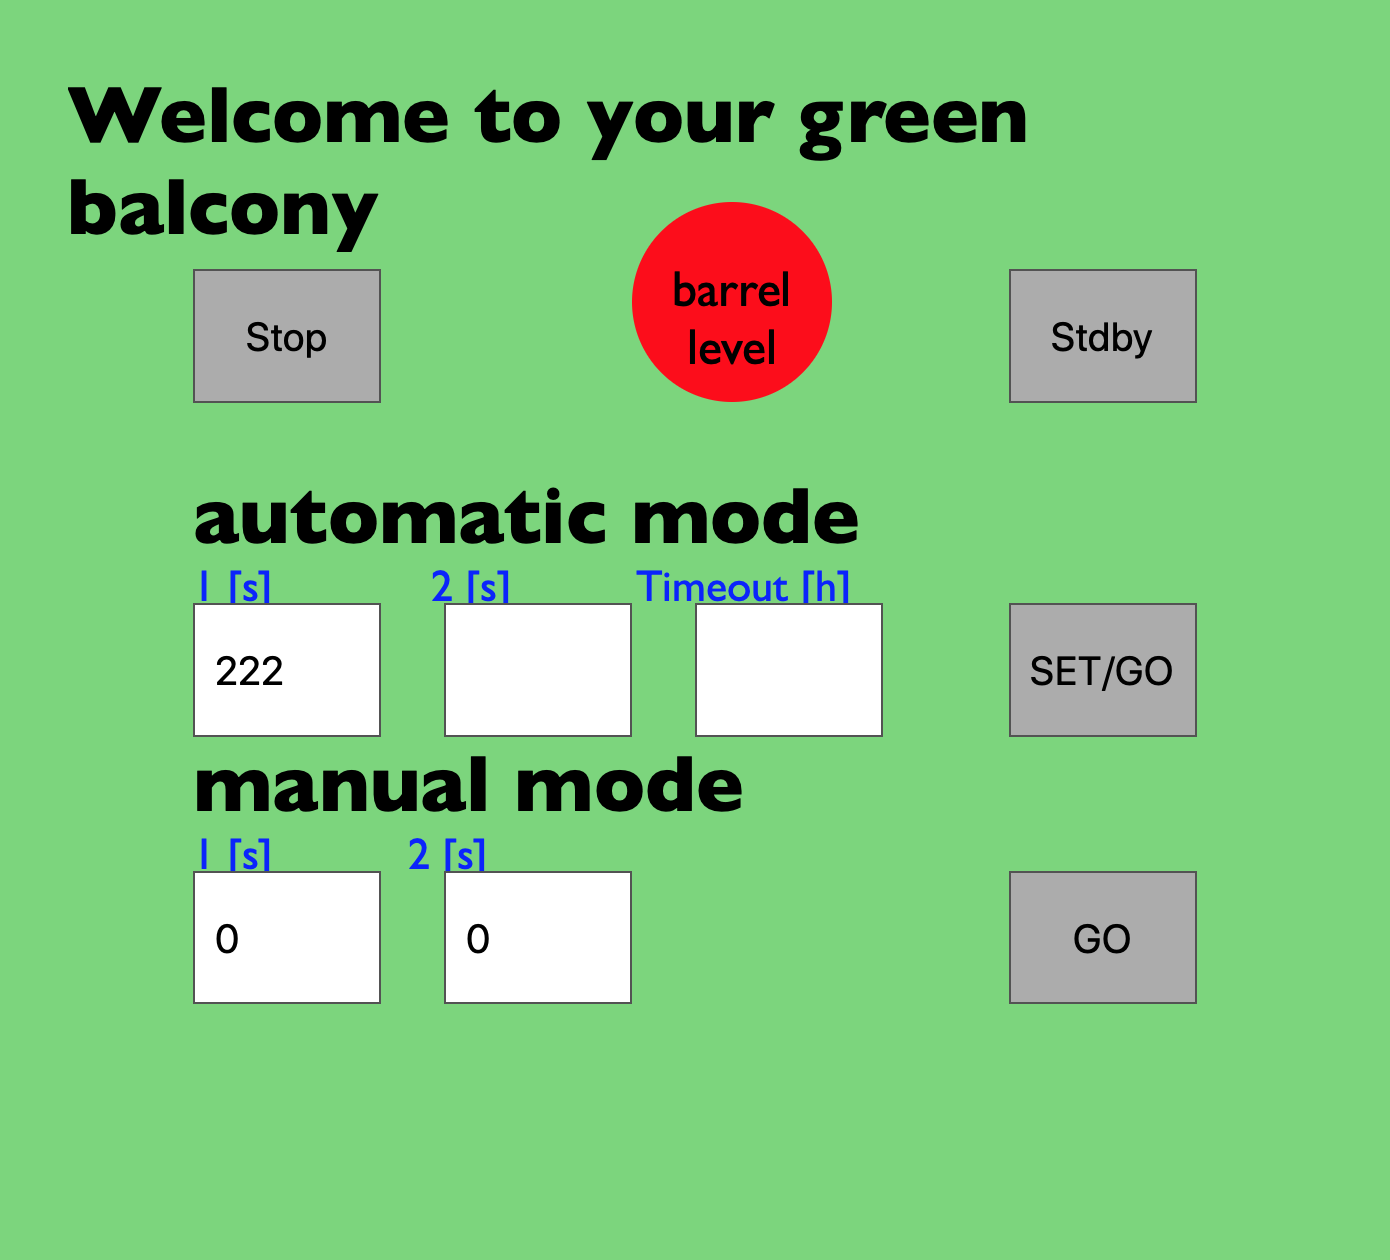 Welcome to your green
balcony
barrel
level
Stop
Stdby
automatic mode
1 [s] 2 [s] Timeout [h]
222
SET/GO
manual mode
1 [s] 2 [s]
0 0
GO